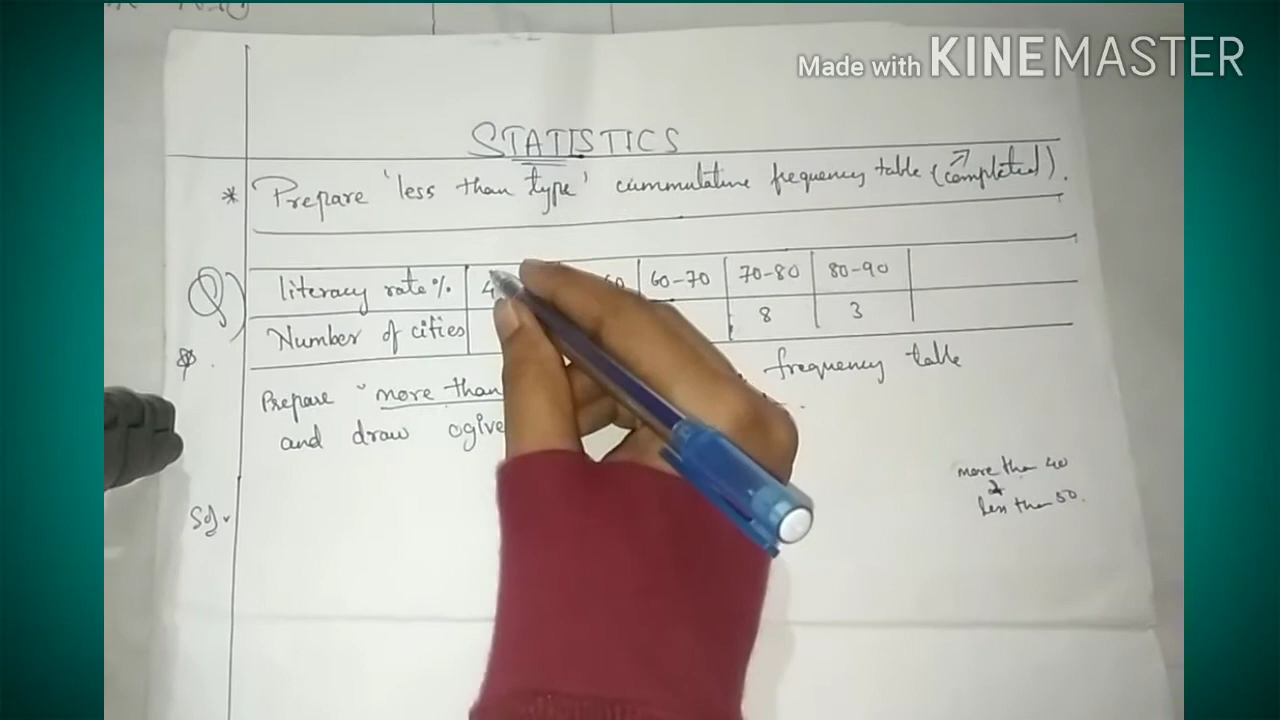 Made with KINEMASTER
STATISTICS
* Prepare 'less than type' cummulative frequency table (completed).
Q) literacy rate% 60-70 70-80 80-90
Number of cities 8 3
Prepare "more than frequency table
and draw ogive
more than 40
&
less than 50.
Sol.